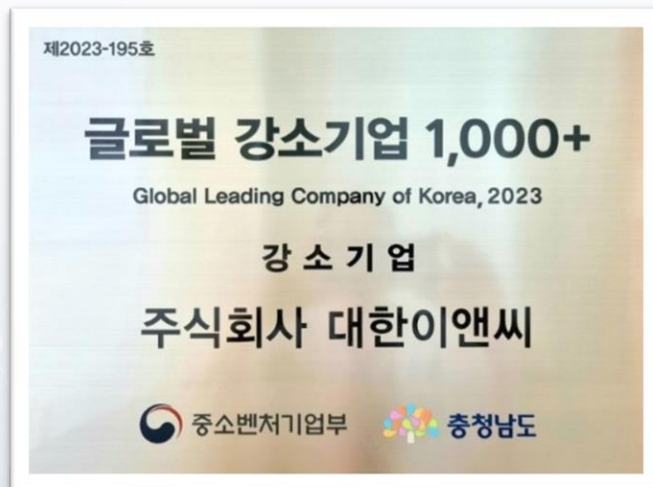 제2023-195호
글로벌 강소기업 1,000+
Global Leading Company of Korea, 2023
강소기업
주식회사 대한이앤씨
중소벤처기업부 충청남도